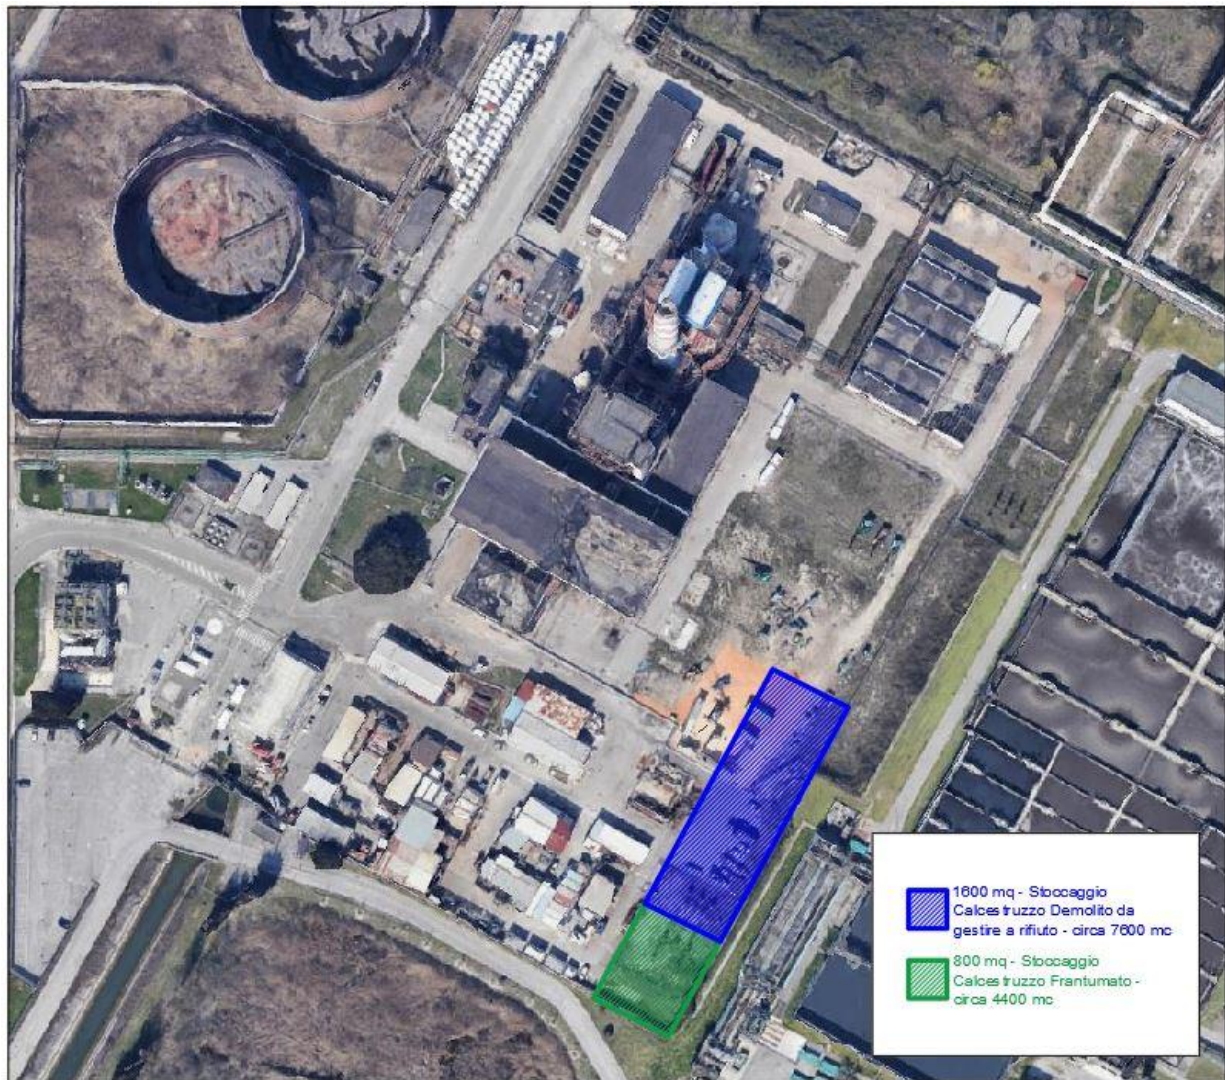 1600 mq - Stoccaggio
Calcestruzzo Demolito da
gestire a rifiuto - circa 7600 mc
800 mq - Stoccaggio
Calcestruzzo Frantumato -
circa 4400 mc